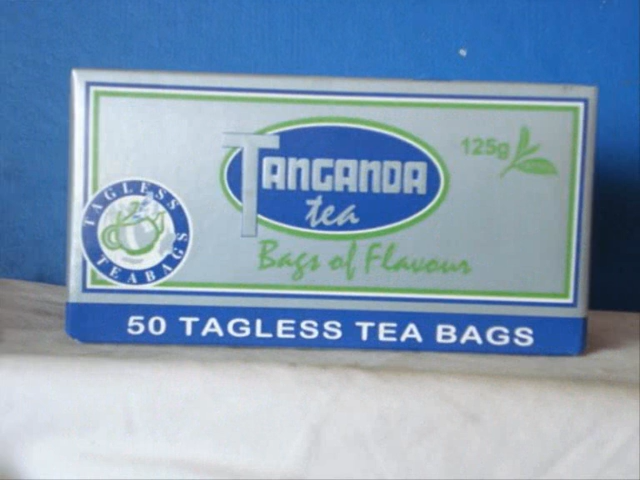 TANGANDA
tea
125g
Bags of Flavour
TAGLESS
TEABAGS
50 TAGLESS TEA BAGS